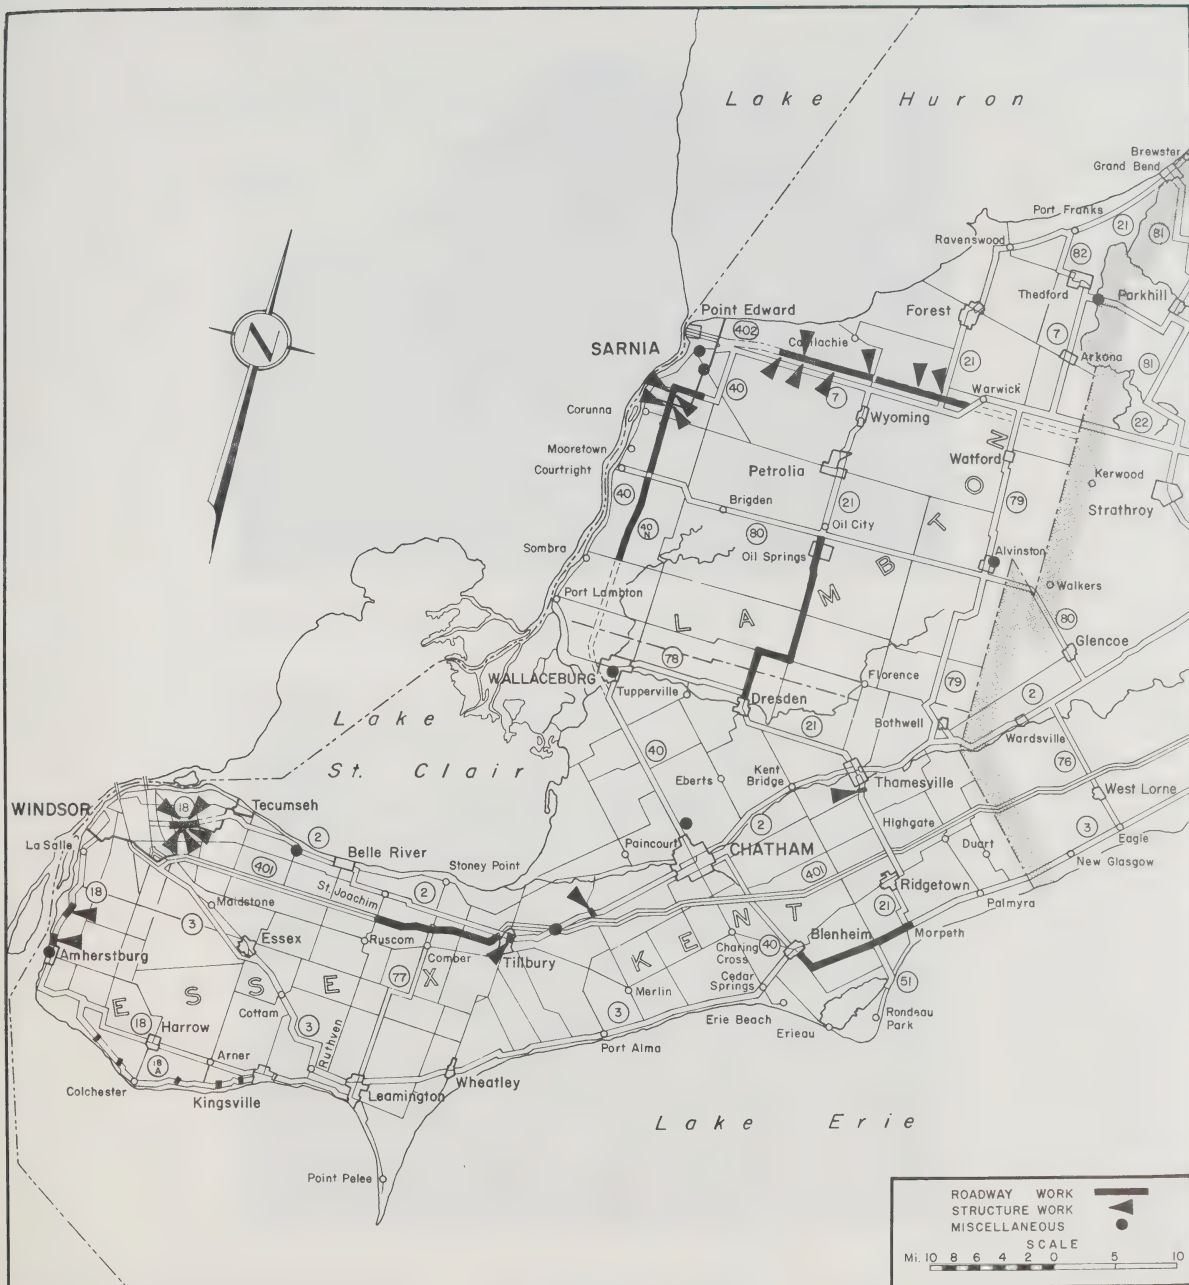 Lake Huron
Brewster
Grand Bend
Port Franks
21
81
Ravenswood
82
Thedford
Parkhill
Point Edward
Forest
402
SARNIA
Camlachie
7
Arkona
81
21
40
Warwick
Corunna
7
Wyoming
22
Mooretown
Courtright
Petrolia
Watford
Kerwood
Strathroy
40
Brigden
21
79
40
N
80
Oil City
Sombra
Oil Springs
Alvinston
Walkers
Port Lambton
LAMBTON
80
Glencoe
78
WALLACEBURG
Tupperville
Florence
79
2
Dresden
Bothwell
Wardsville
Lake
St. Clair
21
40
Eberts
Kent
Bridge
Thamesville
76
West Lorne
WINDSOR
18
Tecumseh
Highgate
2
3
Eagle
La Salle
2
Paincourt
CHATHAM
Duart
New Glasgow
Belle River
Stoney Point
401
401
St. Joachim
2
Ridgetown
Palmyra
18
Maidstone
21
3
Essex
Ruscom
Comber
Tilbury
KENT
Charing
Cross
40
Blenheim
Morpeth
Amherstburg
77
Cedar
Springs
51
ESSEX
Merlin
18
Harrow
Cottam
3
Ruthven
3
Erie Beach
Erieau
Rondeau
Park
Port Alma
Arner
18
A
Colchester
Kingsville
Leamington
Wheatley
Lake Erie
Point Pelee
ROADWAY WORK
STRUCTURE WORK
MISCELLANEOUS
SCALE
Mi. 10 8 6 4 2 0 5 10
N